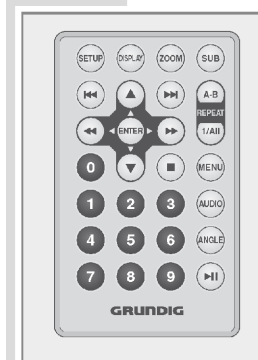 SETUP DISPLAY ZOOM SUB
A-B
REPEAT
ENTER 1/All
0 MENU
1 2 3 AUDIO
4 5 6 ANGLE
7 8 9
GRUNDIG